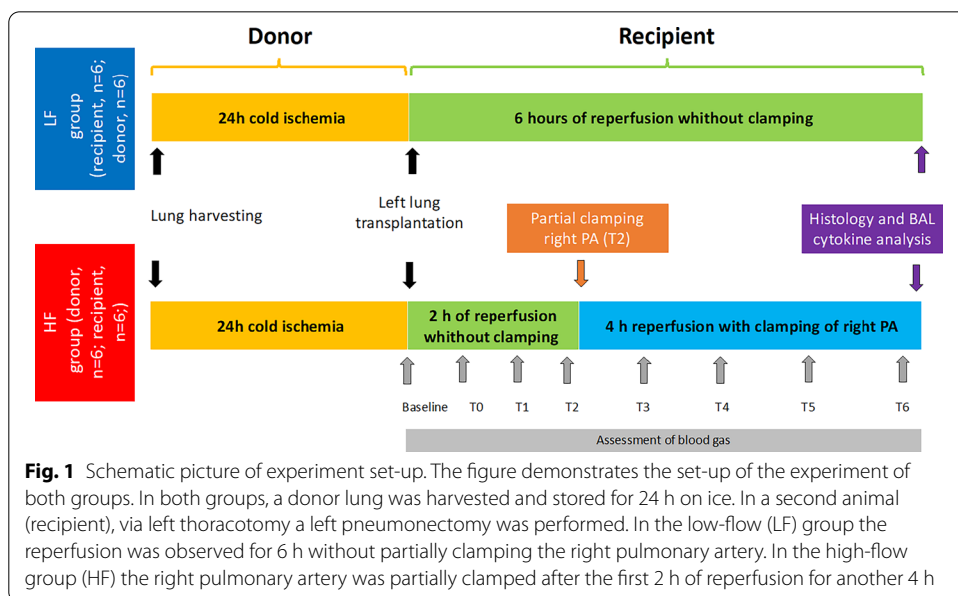 Donor
Recipient
LF
group
(recipient, n=6;
donor, n=6)
24h cold ischemia
6 hours of reperfusion whithout clamping
Lung harvesting
Left lung
transplantation
Partial clamping
right PA (T2)
Histology and BAL
cytokine analysis
HF
group (donor,
n=6; recipient,
n=6;)
24h cold ischemia
2 h of reperfusion
whithout clamping
4 h reperfusion with clamping of right PA
Baseline
T0
T1
T2
T3
T4
T5
T6
Assessment of blood gas
Fig. 1 Schematic picture of experiment set-up. The figure demonstrates the set-up of the experiment of
both groups. In both groups, a donor lung was harvested and stored for 24 h on ice. In a second animal
(recipient), via left thoracotomy a left pneumonectomy was performed. In the low-flow (LF) group the
reperfusion was observed for 6 h without partially clamping the right pulmonary artery. In the high-flow
group (HF) the right pulmonary artery was partially clamped after the first 2 h of reperfusion for another 4 h